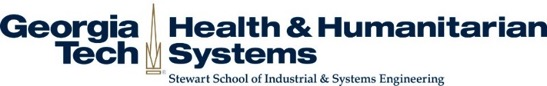 Georgia Tech
Health & Humanitarian Systems
Stewart School of Industrial & Systems Engineering